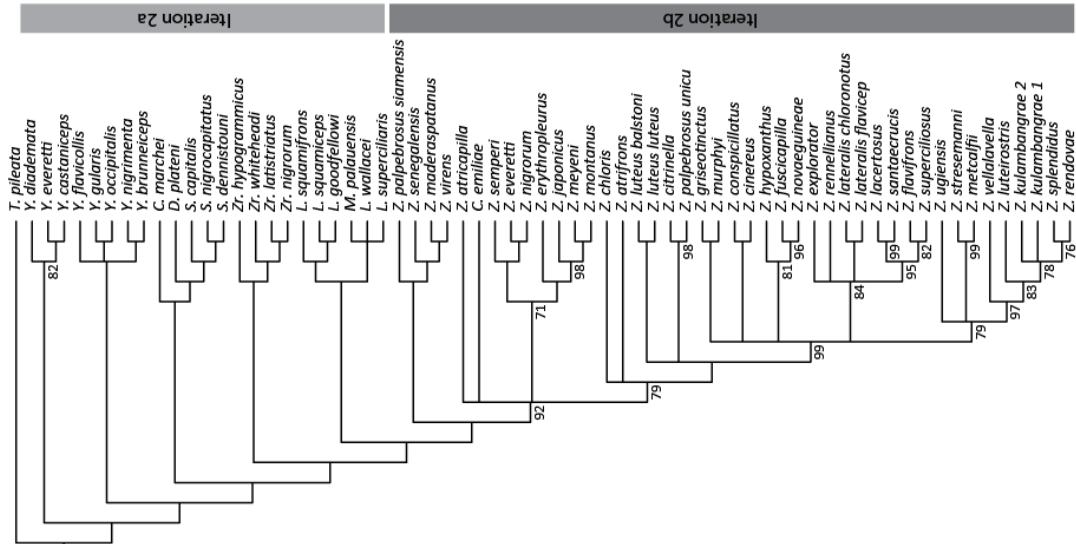 Iteration 2a
Iteration 2b
T. pileata
Y. diademata
Y. everetti
Y. castaniceps
Y. flavicollis
Y. gularis
Y. occipitalis
Y. nigrimenta
Y. brunneiceps
C. marchei
D. plateni
S. capitalis
S. nigrocapitatus
S. dennistouni
Zr. hypogrammicus
Zr. whiteheadi
Zr. latistriatus
Zr. nigrorum
L. squamifrons
L. squamiceps
L. goodfellowi
M. palauensis
L. wallacei
L. superciliaris
Z. palpebrosus siamensis
Z. senegalensis
Z. maderaspatanus
Z. virens
Z. atricapilla
C. emiliae
Z. semperi
Z. everetti
Z. nigrorum
Z. erythropleurus
Z. japonicus
Z. meyeni
Z. montanus
Z. chloris
Z. atrifrons
Z. luteus balstoni
Z. luteus luteus
Z. citrinella
Z. palpebrosus unicu
Z. griseotinctus
Z. murphyi
Z. conspicillatus
Z. cinereus
Z. hypoxanthus
Z. fuscicapilla
Z. novaeguineae
Z. explorator
Z. rennellianus
Z. lateralis chloronotus
Z. lateralis flavicep
Z. lacertosus
Z. santaecrucis
Z. flavifrons
Z. superciliosus
Z. ugiensis
Z. stresemanni
Z. metcalfii
Z. vellalavella
Z. luteirostris
Z. kulambangrae 2
Z. kulambangrae 1
Z. splendidus
Z. rendovae
82
92
71
98
79
98
99
81
96
84
99
95
82
79
99
97
83
78
76